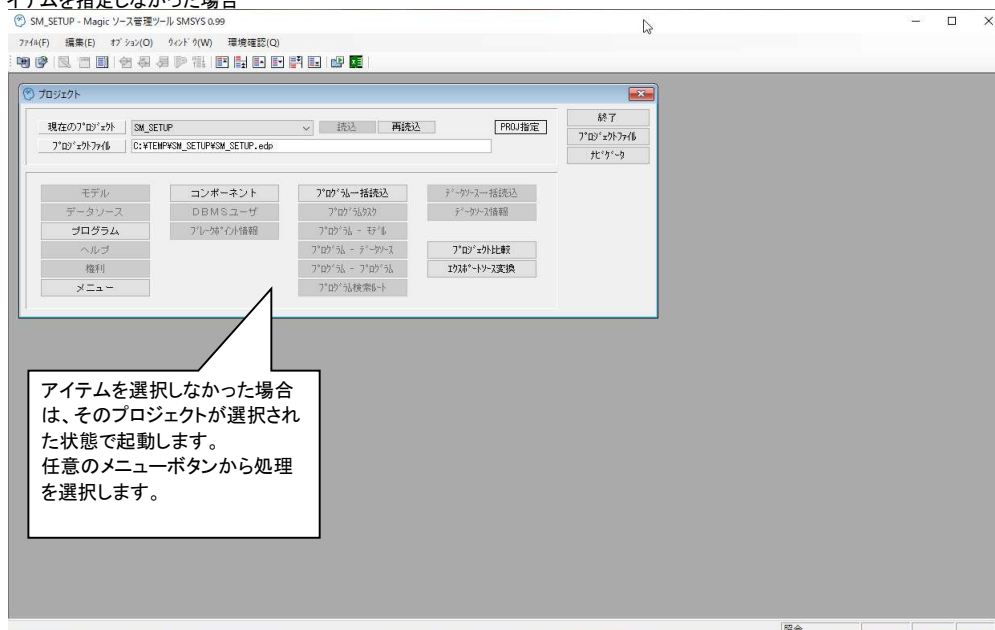 イテムを指定しなかった場合
SM_SETUP - Magic ソース管理ツール SMSYS 0.99
ﾌｧｲﾙ(F) 編集(E) ｵﾌﾟｼｮﾝ(O) ｳｨﾝﾄﾞｳ(W) 環境確認(Q)
ﾌﾟﾛｼﾞｪｸﾄ
現在のﾌﾟﾛｼﾞｪｸﾄ SM_SETUP 読込 再読込 PROJ指定
ﾌﾟﾛｼﾞｪｸﾄﾌｧｲﾙ C:¥TEMP¥SM_SETUP¥SM_SETUP.edp
終了
ﾌﾟﾛｼﾞｪｸﾄﾌｧｲﾙ
ﾅﾋﾞｹﾞｰﾀ
モデル コンポーネント ﾌﾟﾛｸﾞﾗﾑ一括読込 ﾃﾞｰﾀｿｰｽ一括読込
データソース DBMSユーザ ﾌﾟﾛｸﾞﾗﾑﾀｽｸ ﾃﾞｰﾀｿｰｽ情報
プログラム ﾌﾞﾚｰｸﾎﾟｲﾝﾄ情報 ﾌﾟﾛｸﾞﾗﾑ - ﾓﾃﾞﾙ
ヘルプ ﾌﾟﾛｸﾞﾗﾑ - ﾃﾞｰﾀｿｰｽ ﾌﾟﾛｼﾞｪｸﾄ比較
権利 ﾌﾟﾛｸﾞﾗﾑ - ﾌﾟﾛｸﾞﾗﾑ ｴｸｽﾎﾟｰﾄｿｰｽ変換
メニュー ﾌﾟﾛｸﾞﾗﾑ検索ﾙｰﾄ
アイテムを選択しなかった場合
は、そのプロジェクトが選択され
た状態で起動します。
任意のメニューボタンから処理
を選択します。
照会